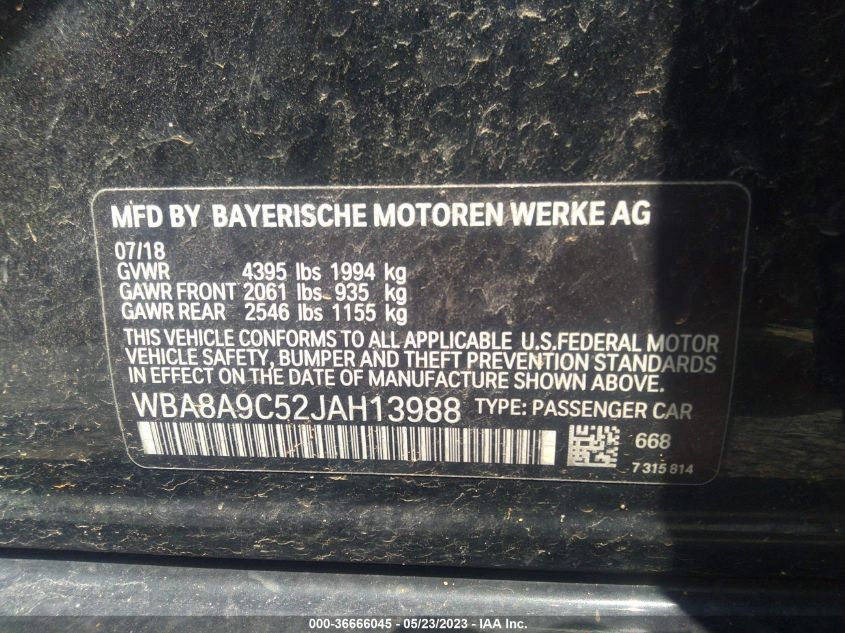 MFD BY BAYERISCHE MOTOREN WERKE AG
07/18
GVWR 4395 lbs 1994 kg
GAWR FRONT 2061 lbs 935 kg
GAWR REAR 2546 lbs 1155 kg
THIS VEHICLE CONFORMS TO ALL APPLICABLE U.S.FEDERAL MOTOR
VEHICLE SAFETY, BUMPER AND THEFT PREVENTION STANDARDS
IN EFFECT ON THE DATE OF MANUFACTURE SHOWN ABOVE.
WBA8A9C52JAH13988 TYPE: PASSENGER CAR
668
7 315 814
000-36666045 - 05/23/2023 - IAA Inc.